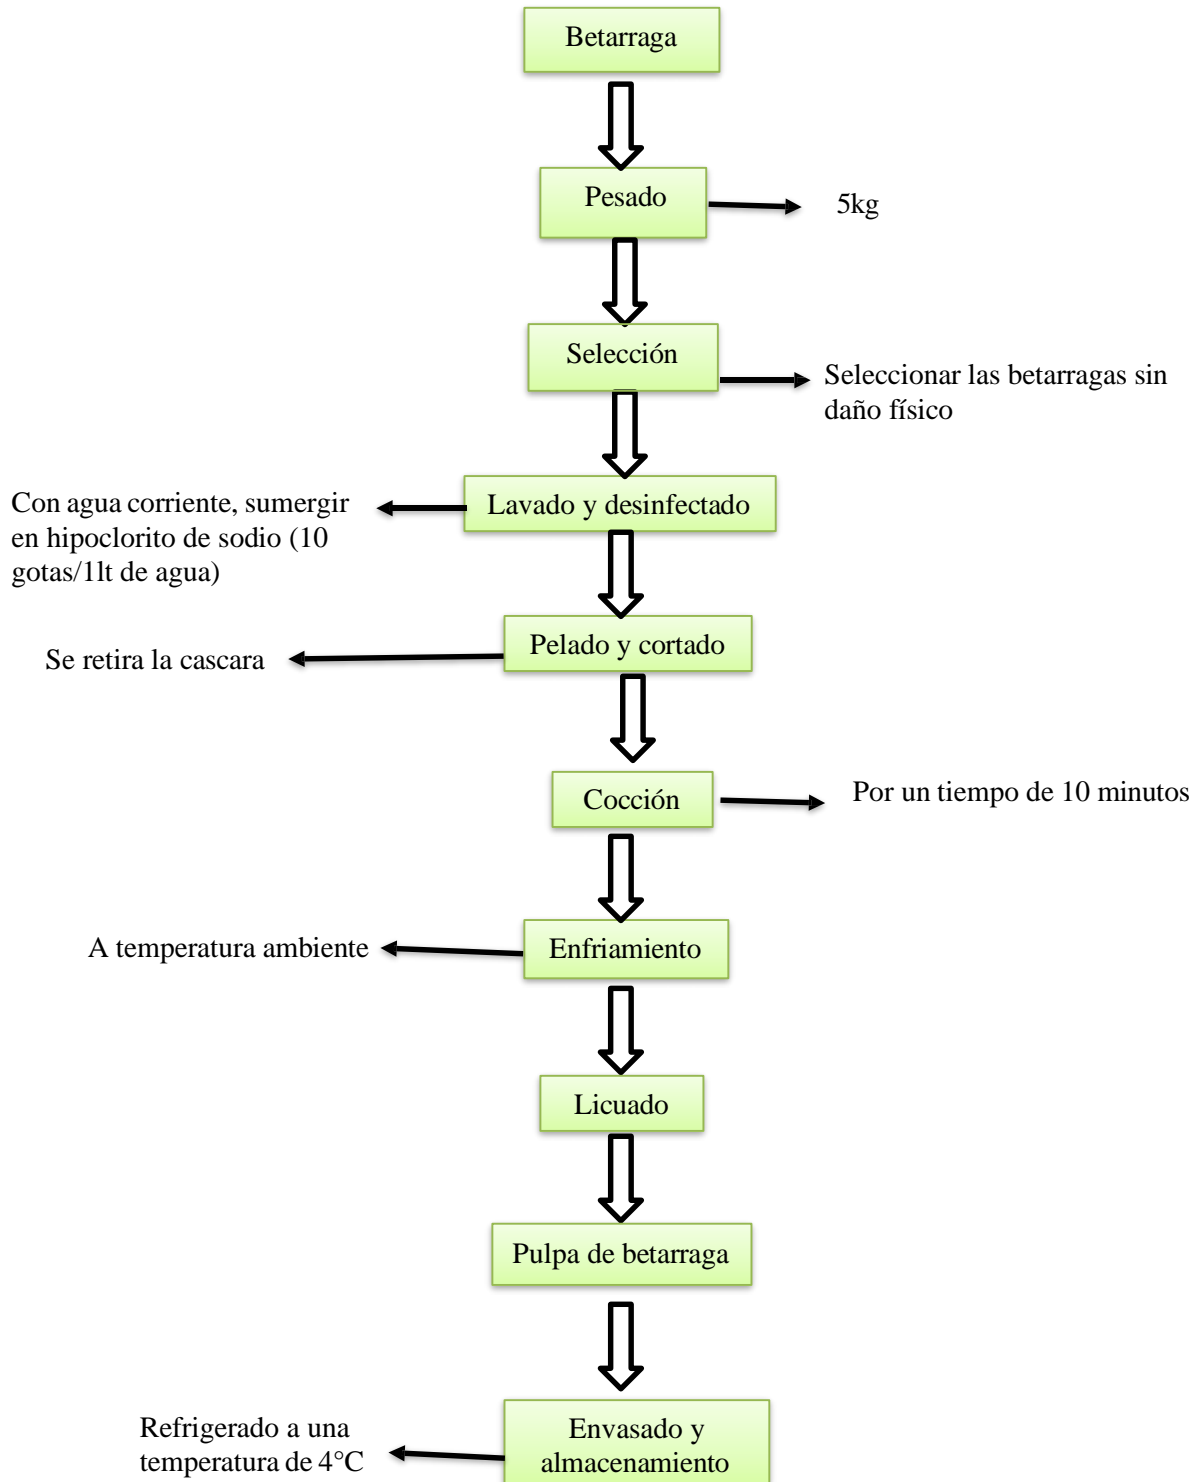 Betarraga
Pesado
5kg
Selección
Seleccionar las betarragas sin
daño físico
Lavado y desinfectado
Con agua corriente, sumergir
en hipoclorito de sodio (10
gotas/1lt de agua)
Pelado y cortado
Se retira la cascara
Cocción
Por un tiempo de 10 minutos
Enfriamiento
A temperatura ambiente
Licuado
Pulpa de betarraga
Envasado y
almacenamiento
Refrigerado a una
temperatura de 4°C